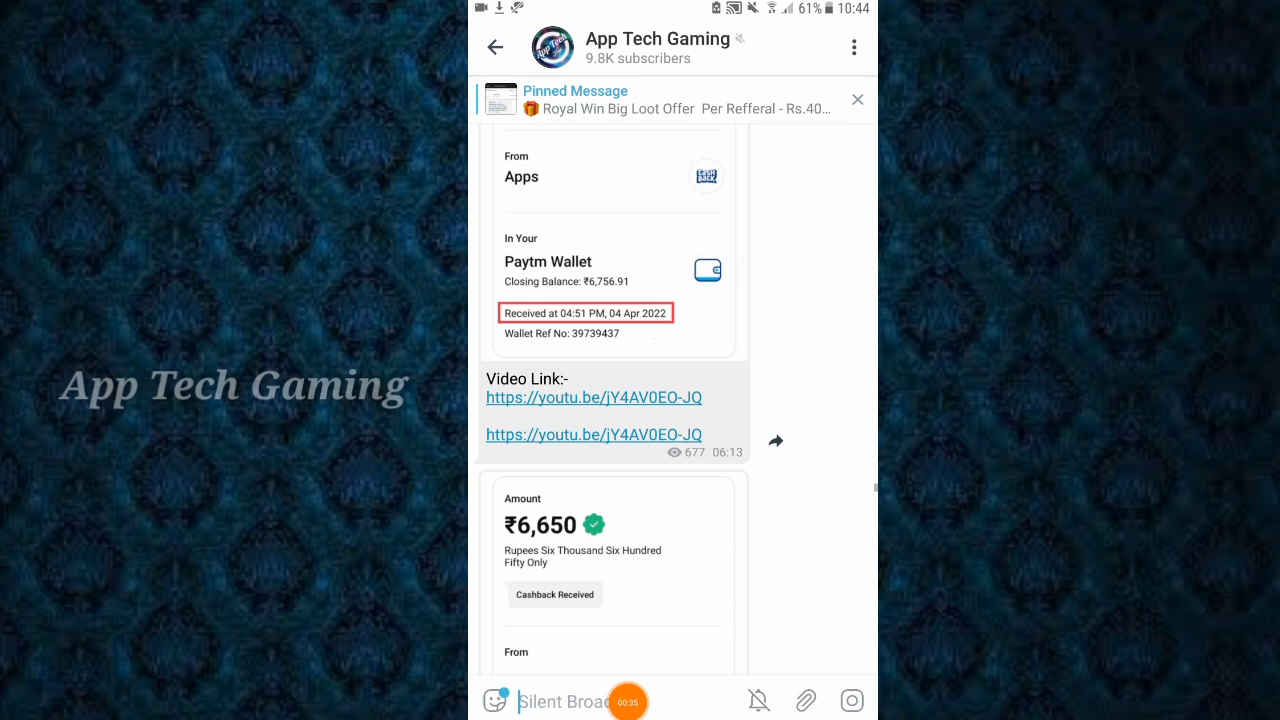 61% 10:44
App Tech Gaming
9.8K subscribers
Pinned Message
Royal Win Big Loot Offer Per Refferal - Rs.40...
From
Apps
CASH BACK
In Your
Paytm Wallet
Closing Balance: ₹6,756.91
Received at 04:51 PM, 04 Apr 2022
Wallet Ref No: 39739437
Video Link:-
https://youtu.be/jY4AV0EO-JQ
https://youtu.be/jY4AV0EO-JQ
677 06:13
Amount
₹6,650
Rupees Six Thousand Six Hundred
Fifty Only
Cashback Received
From
Silent Broa
00:35
App Tech Gaming